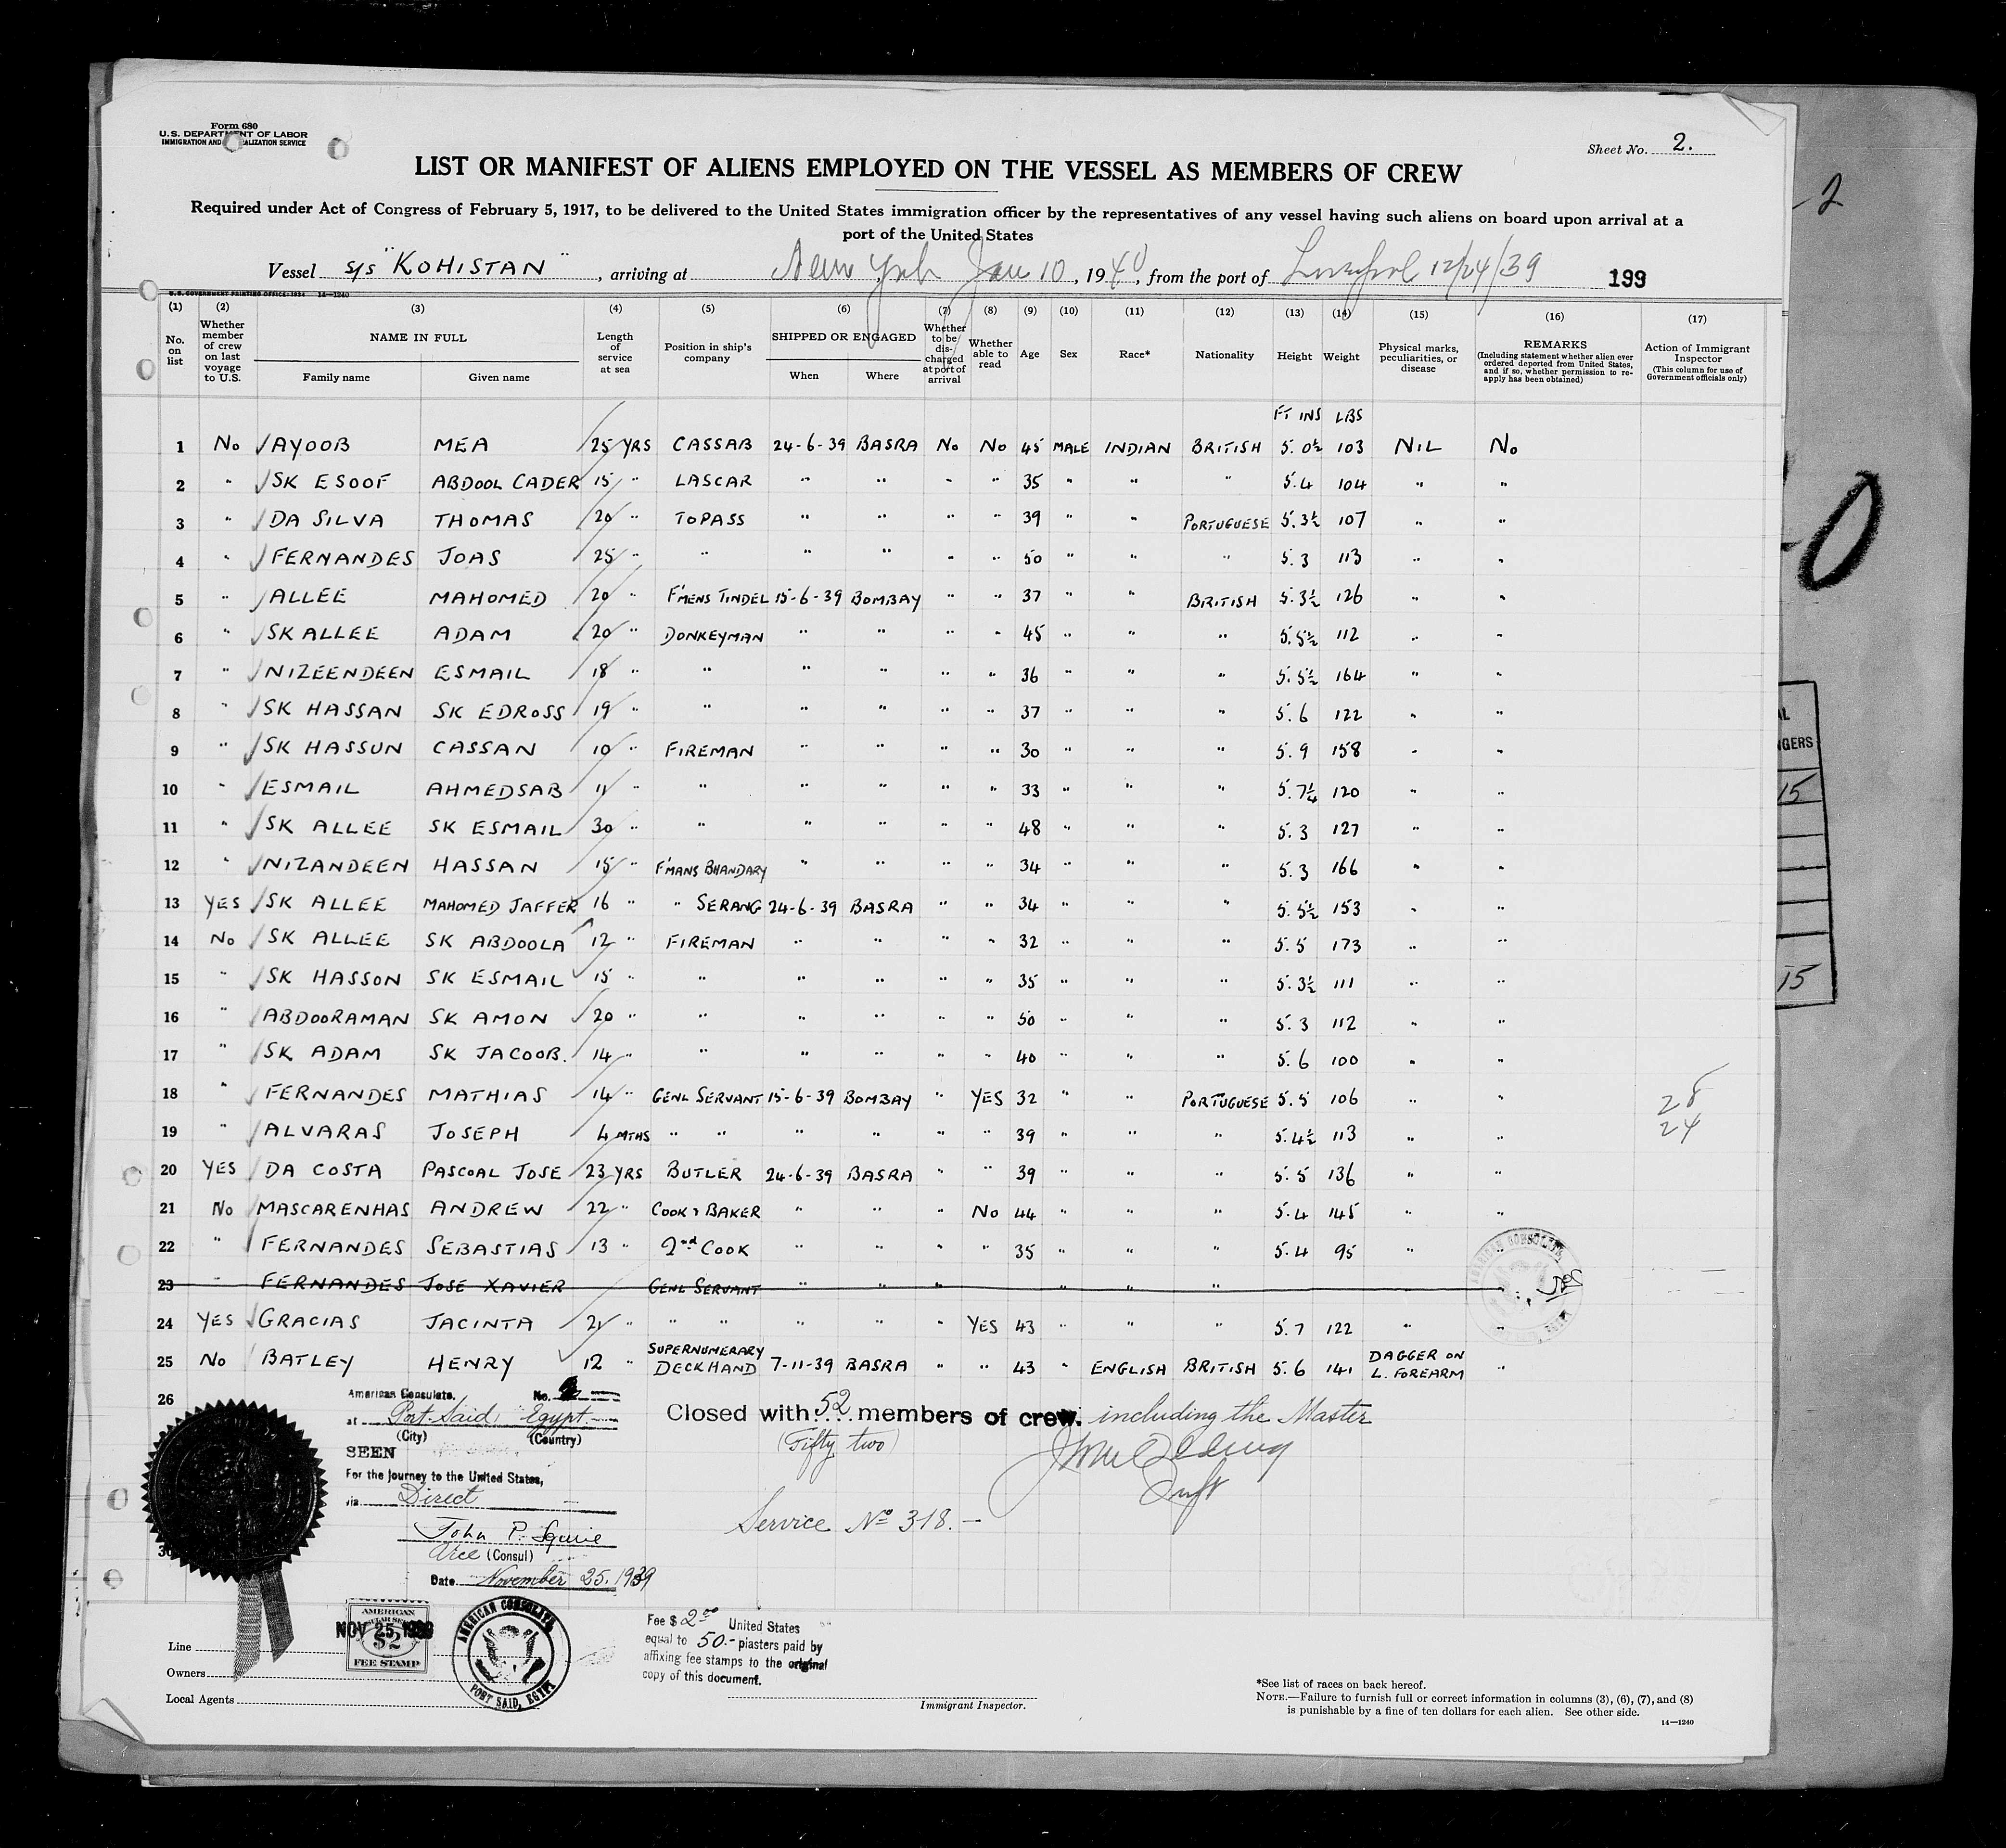 Form 680
U.S. DEPARTMENT OF LABOR
IMMIGRATION AND NATURALIZATION SERVICE
Sheet No. 2.
LIST OR MANIFEST OF ALIENS EMPLOYED ON THE VESSEL AS MEMBERS OF CREW
Required under Act of Congress of February 5, 1917, to be delivered to the United States immigration officer by the representatives of any vessel having such aliens on board upon arrival at a
port of the United States
Vessel S/S "KOHISTAN", arriving at New York Jan 10, 1940, from the port of Liverpool 12/24/39 199
U.S. GOVERNMENT PRINTING OFFICE: 1934 14—1240
(1) (2) (3) (4) (5) (6) (7) (8) (9) (10) (11) (12) (13) (14) (15) (16) (17)
No. on list Whether member of crew on last voyage to U.S. NAME IN FULL Family name Given name Length of service at sea Position in ship's company SHIPPED OR ENGAGED When Where Whether to be discharged at port of arrival Whether able to read Age Sex Race* Nationality Height Weight Physical marks, peculiarities, or disease REMARKS (Including statement whether alien ever ordered deported from United States, and if so, whether permission to reapply has been obtained) Action of Immigrant Inspector (This column for use of Government officials only)
FT INS LBS
1 No AYOOB MEA 25 YRS CASSAB 24-6-39 BASRA No No 45 MALE INDIAN BRITISH 5.0½ 103 NIL No
2 " SK ESOOF ABDOOL CADER 15 " LASCAR " " " " 35 " " " 5.4 104 " "
3 " DA SILVA THOMAS 20 " TOPASS " " " " 39 " " PORTUGUESE 5.3½ 107 " "
4 " FERNANDES JOAS 25 " " " " " " 50 " " " 5.3 113 " "
5 " ALLEE MAHOMED 20 " F'MENS TINDEL 15-6-39 BOMBAY " " 37 " " BRITISH 5.3½ 126 " "
6 " SK ALLEE ADAM 20 " DONKEYMAN " " " " 45 " " " 5.5½ 112 " "
7 " NIZEENDEEN ESMAIL 18 " " " " " " 36 " " " 5.5½ 164 " "
8 " SK HASSAN SK EDROSS 19 " " " " " " 37 " " " 5.6 122 " "
9 " SK HASSUN CASSAN 10 " FIREMAN " " " " 30 " " " 5.9 158 " "
10 " ESMAIL AHMEDSAB 11 " " " " " " 33 " " " 5.7¼ 120 " "
11 " SK ALLEE SK ESMAIL 30 " " " " " " 48 " " " 5.3 127 " "
12 " NIZANDEEN HASSAN 15 " F'MANS BHANDARY " " " " 34 " " " 5.3 166 " "
13 YES SK ALLEE MAHOMED JAFFER 16 " " SERANG 24-6-39 BASRA " " 34 " " " 5.5½ 153 " "
14 No SK ALLEE SK ABDOOLA 12 " FIREMAN " " " " 32 " " " 5.5 173 " "
15 " SK HASSON SK ESMAIL 15 " " " " " " 35 " " " 5.3½ 111 " "
16 " ABDOORAMAN SK AMON 20 " " " " " " 50 " " " 5.3 112 " "
17 " SK ADAM SK JACOOB. 14 " " " " " " 40 " " " 5.6 100 " "
18 " FERNANDES MATHIAS 14 " GENL SERVANT 15-6-39 BOMBAY " YES 32 " " PORTUGUESE 5.5 106 " " 28
19 " ALVARAS JOSEPH 4 MTHS " " " " " " 39 " " " 5.4½ 113 " " 24
20 YES DA COSTA PASCOAL JOSE 23 YRS BUTLER 24-6-39 BASRA " " 39 " " " 5.5 136 " "
21 No MASCARENHAS ANDREW 22 " COOK & BAKER " " " No 44 " " " 5.4 145 " "
22 " FERNANDES SEBASTIAS 13 " 2nd COOK " " " " 35 " " " 5.4 95 "
23 " FERNANDES JOSE XAVIER GENL SERVANT " " " " " "
24 YES GRACIAS JACINTA 21 " " " " " " YES 43 " " " 5.7 122 " "
25 No BATLEY HENRY 12 " SUPERNUMERARY DECKHAND 7-11-39 BASRA " " 43 " ENGLISH BRITISH 5.6 141 DAGGER ON L. FOREARM "
26
American Consulate, No.
at Port Said, Egypt
(City) (Country)
SEEN
For the Journey to the United States,
via Direct
John P. Squire
Vice (Consul)
Date November 25, 1939
Closed with 52 members of crew. including the Master
(Fifty two)
Service No 318.—
30
AMERICAN
NOV 25 1939
$2
FEE STAMP
AMERICAN CONSULATE
PORT SAID, EGYPT
Fee $ 2.00 United States
equal to 50.- piasters paid by
affixing fee stamps to the original
copy of this document.
Line
Owners
Local Agents
Immigrant Inspector.
*See list of races on back hereof.
NOTE.—Failure to furnish full or correct information in columns (3), (6), (7), and (8)
is punishable by a fine of ten dollars for each alien. See other side.
14—1240
2
0
15
15